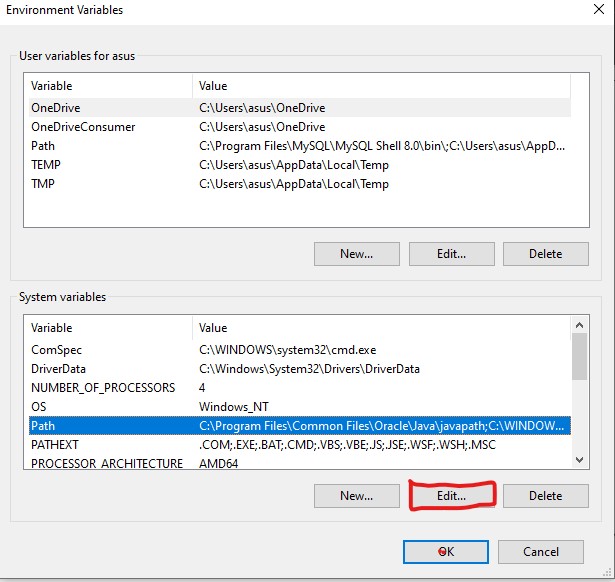 Environment Variables
User variables for asus
Variable Value
OneDrive C:\Users\asus\OneDrive
OneDriveConsumer C:\Users\asus\OneDrive
Path C:\Program Files\MySQL\MySQL Shell 8.0\bin\;C:\Users\asus\AppD...
TEMP C:\Users\asus\AppData\Local\Temp
TMP C:\Users\asus\AppData\Local\Temp
New... Edit... Delete
System variables
Variable Value
ComSpec C:\WINDOWS\system32\cmd.exe
DriverData C:\Windows\System32\Drivers\DriverData
NUMBER_OF_PROCESSORS 4
OS Windows_NT
Path C:\Program Files\Common Files\Oracle\Java\javapath;C:\WINDOW...
PATHEXT .COM;.EXE;.BAT;.CMD;.VBS;.VBE;.JS;.JSE;.WSF;.WSH;.MSC
PROCESSOR_ARCHITECTURE AMD64
New... Edit... Delete
OK Cancel